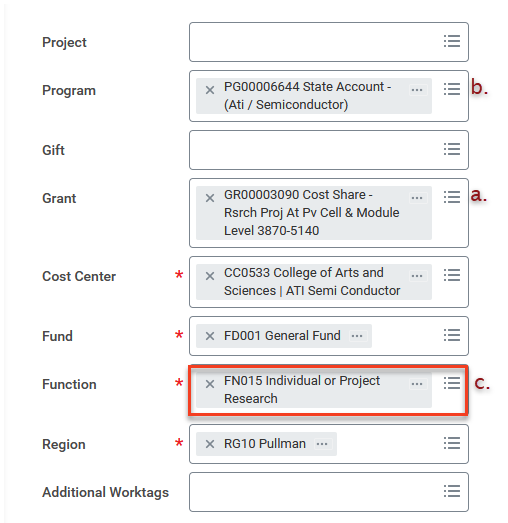 Project
Program
PG00006644 State Account -
(Ati / Semiconductor)
b.
Gift
Grant
GR00003090 Cost Share -
Rsrch Proj At Pv Cell & Module
Level 3870-5140
a.
Cost Center *
CC0533 College of Arts and
Sciences | ATI Semi Conductor
Fund *
FD001 General Fund
Function *
FN015 Individual or Project
Research
c.
Region *
RG10 Pullman
Additional Worktags